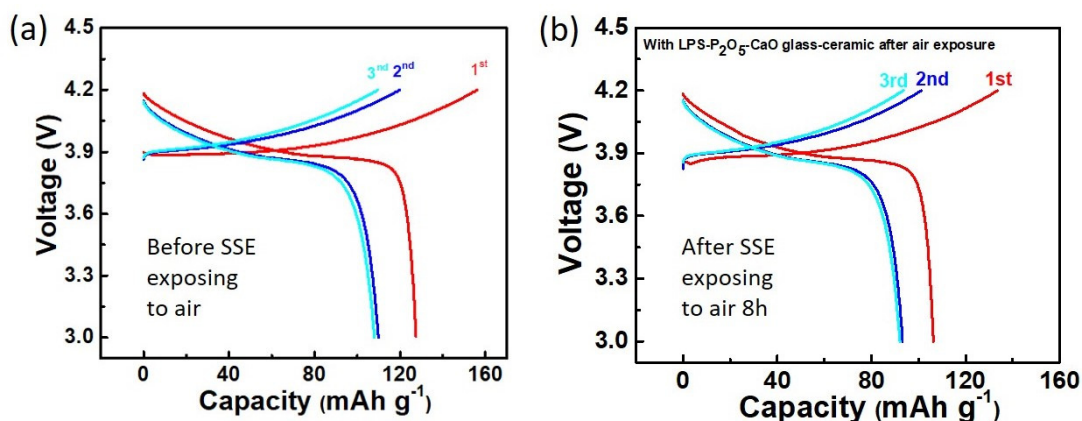 (a)
4.5
4.2
3.9
3.6
3.3
3.0
Voltage (V)
3ⁿᵈ 2ⁿᵈ 1ˢᵗ
Before SSE
exposing
to air
0 40 80 120 160
Capacity (mAh g⁻¹)
(b)
4.5
4.2
3.9
3.6
3.3
3.0
Voltage (V)
With LPS-P₂O₅-CaO glass-ceramic after air exposure
3rd 2nd 1st
After SSE
exposing
to air 8h
0 40 80 120 160
Capacity (mAh g⁻¹)